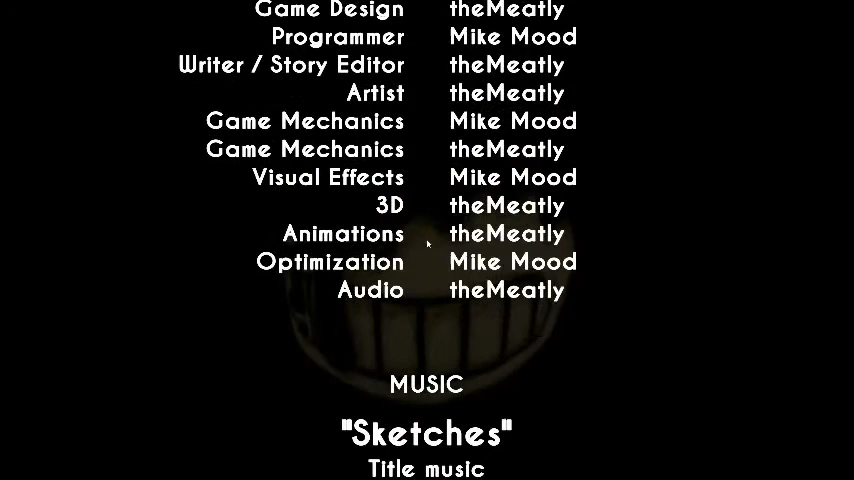 Game Design theMeatly
Programmer Mike Mood
Writer / Story Editor theMeatly
Artist theMeatly
Game Mechanics Mike Mood
Game Mechanics theMeatly
Visual Effects Mike Mood
3D theMeatly
Animations theMeatly
Optimization Mike Mood
Audio theMeatly
MUSIC
"Sketches"
Title music